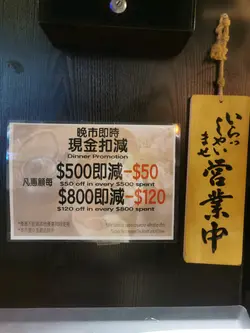 晚市即時
現金扣減
Dinner Promotion
凡惠顧每
$500即減→$50
$50 off in every $500 spent
$800即減→$120
$120 off in every $800 spent
いらっしゃいませ
営業中